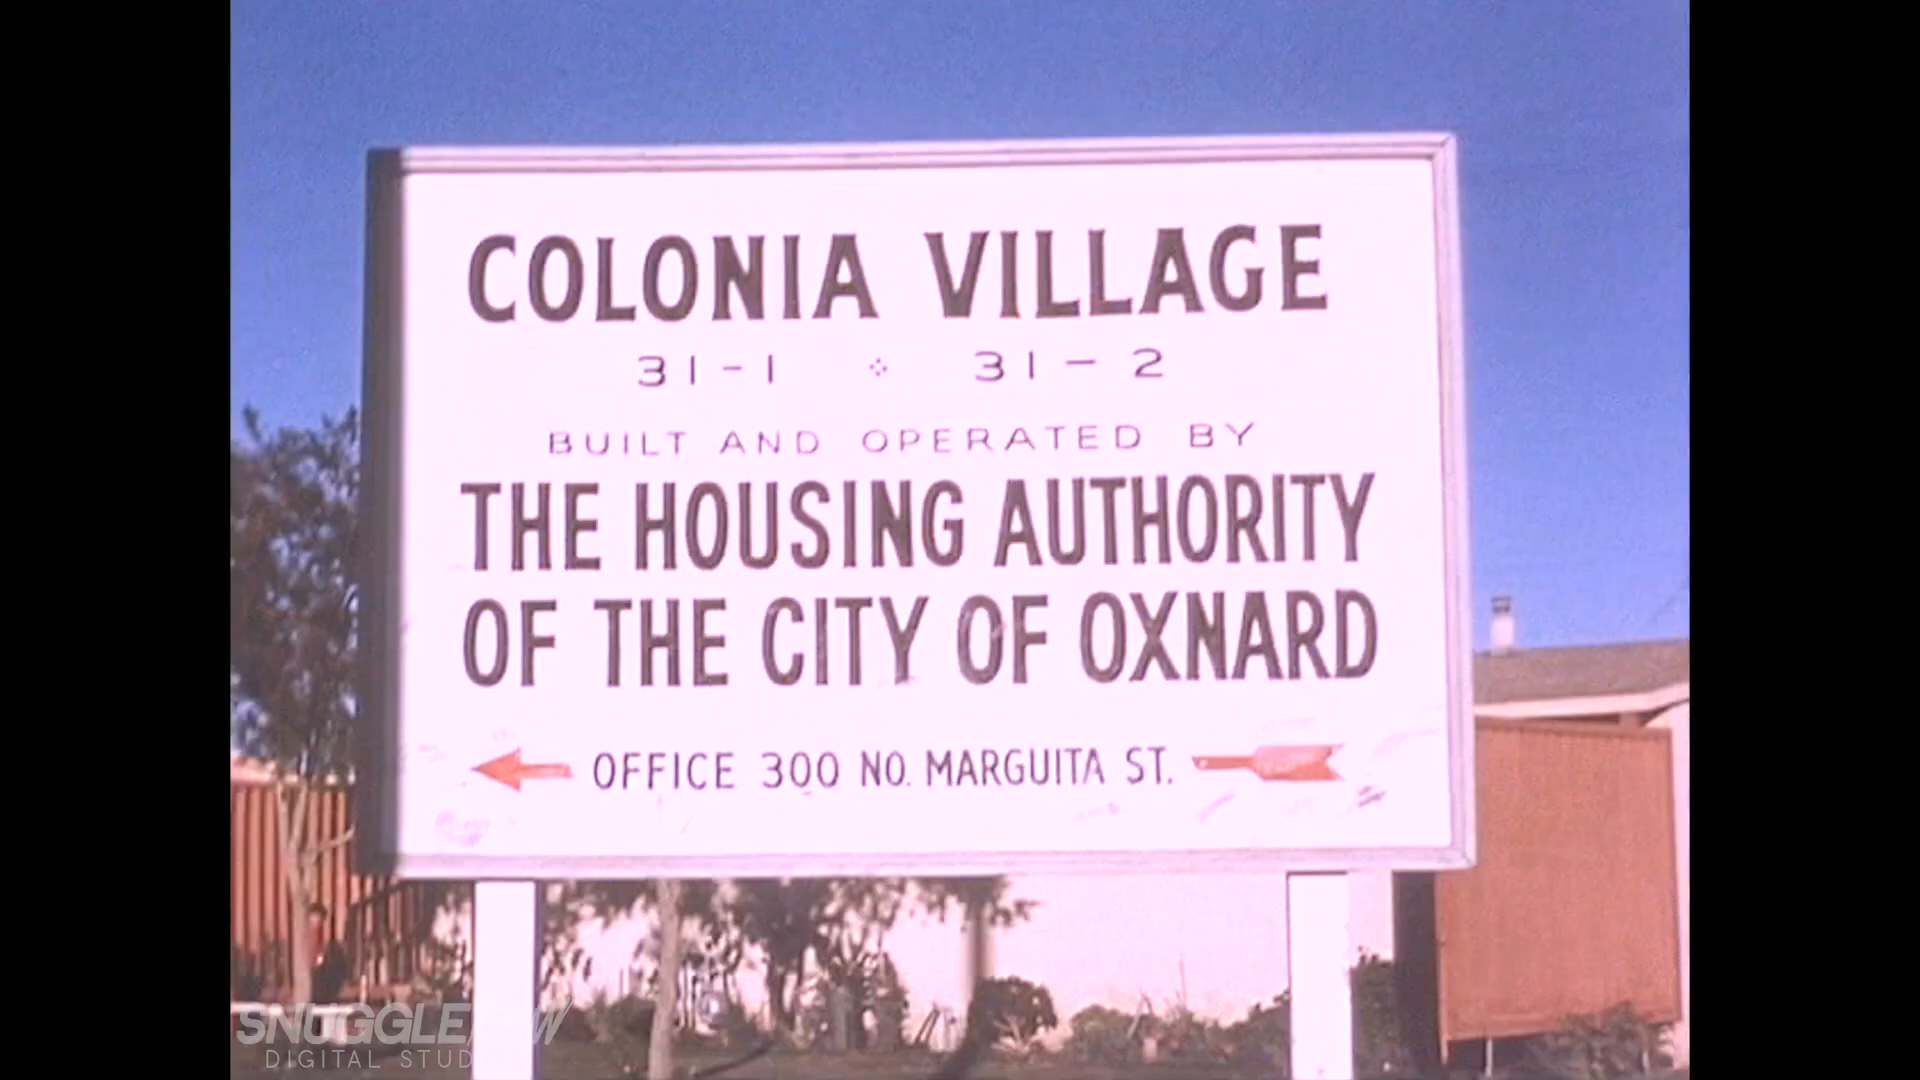 COLONIA VILLAGE
31-1 ⁘ 31-2
BUILT AND OPERATED BY
THE HOUSING AUTHORITY
OF THE CITY OF OXNARD
OFFICE 300 NO. MARGUITA ST.
DIGITAL